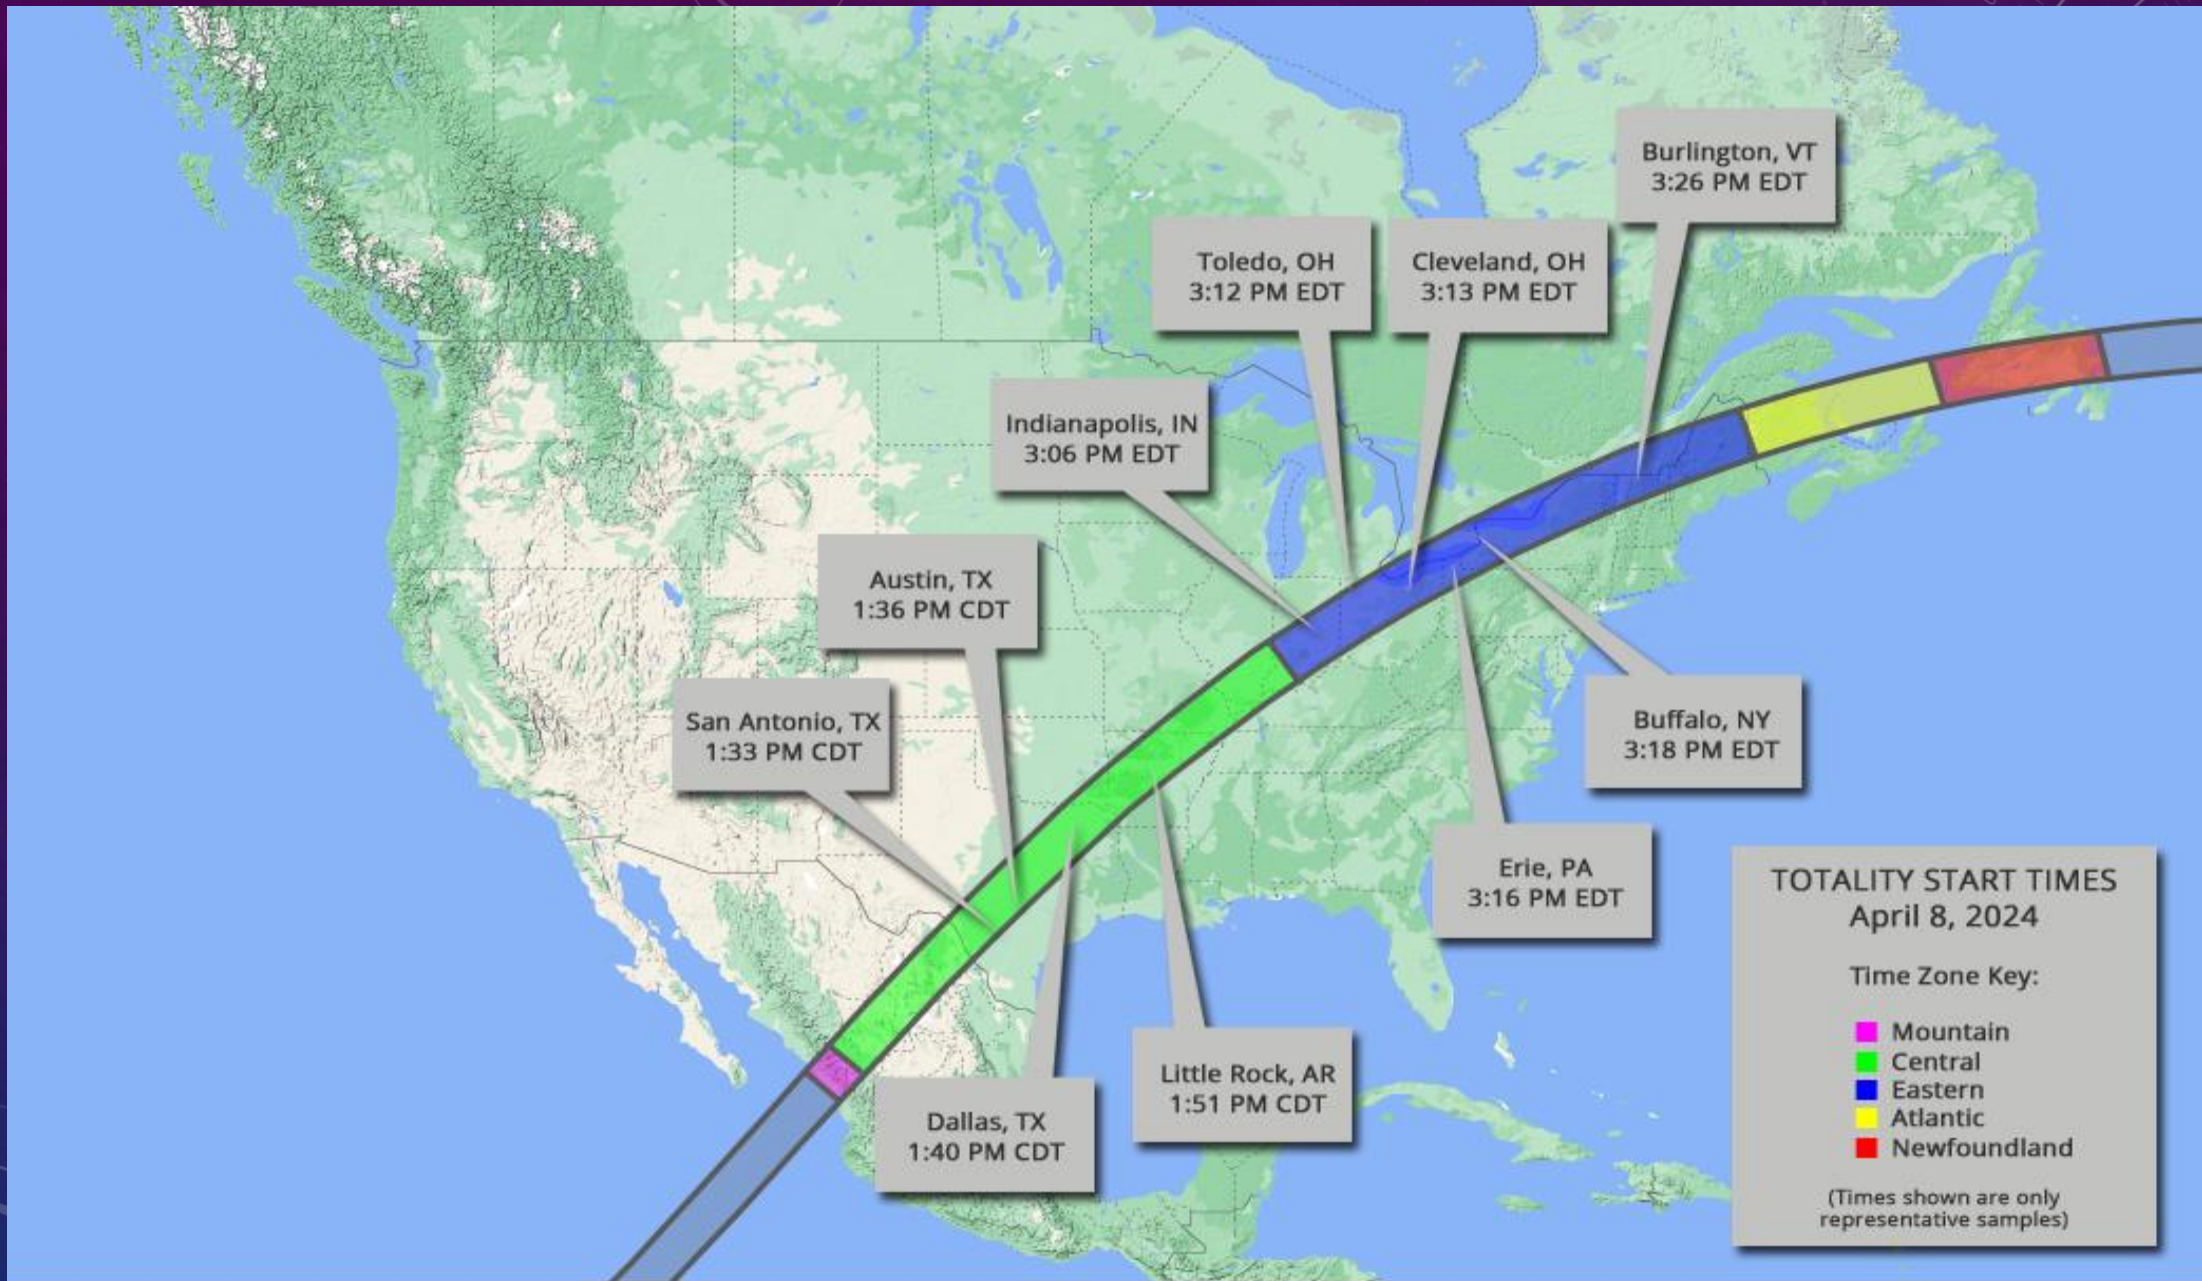 Burlington, VT
3:26 PM EDT
Toledo, OH
3:12 PM EDT
Cleveland, OH
3:13 PM EDT
Indianapolis, IN
3:06 PM EDT
Austin, TX
1:36 PM CDT
San Antonio, TX
1:33 PM CDT
Buffalo, NY
3:18 PM EDT
Erie, PA
3:16 PM EDT
Little Rock, AR
1:51 PM CDT
Dallas, TX
1:40 PM CDT
TOTALITY START TIMES
April 8, 2024
Time Zone Key:
Mountain
Central
Eastern
Atlantic
Newfoundland
(Times shown are only
representative samples)